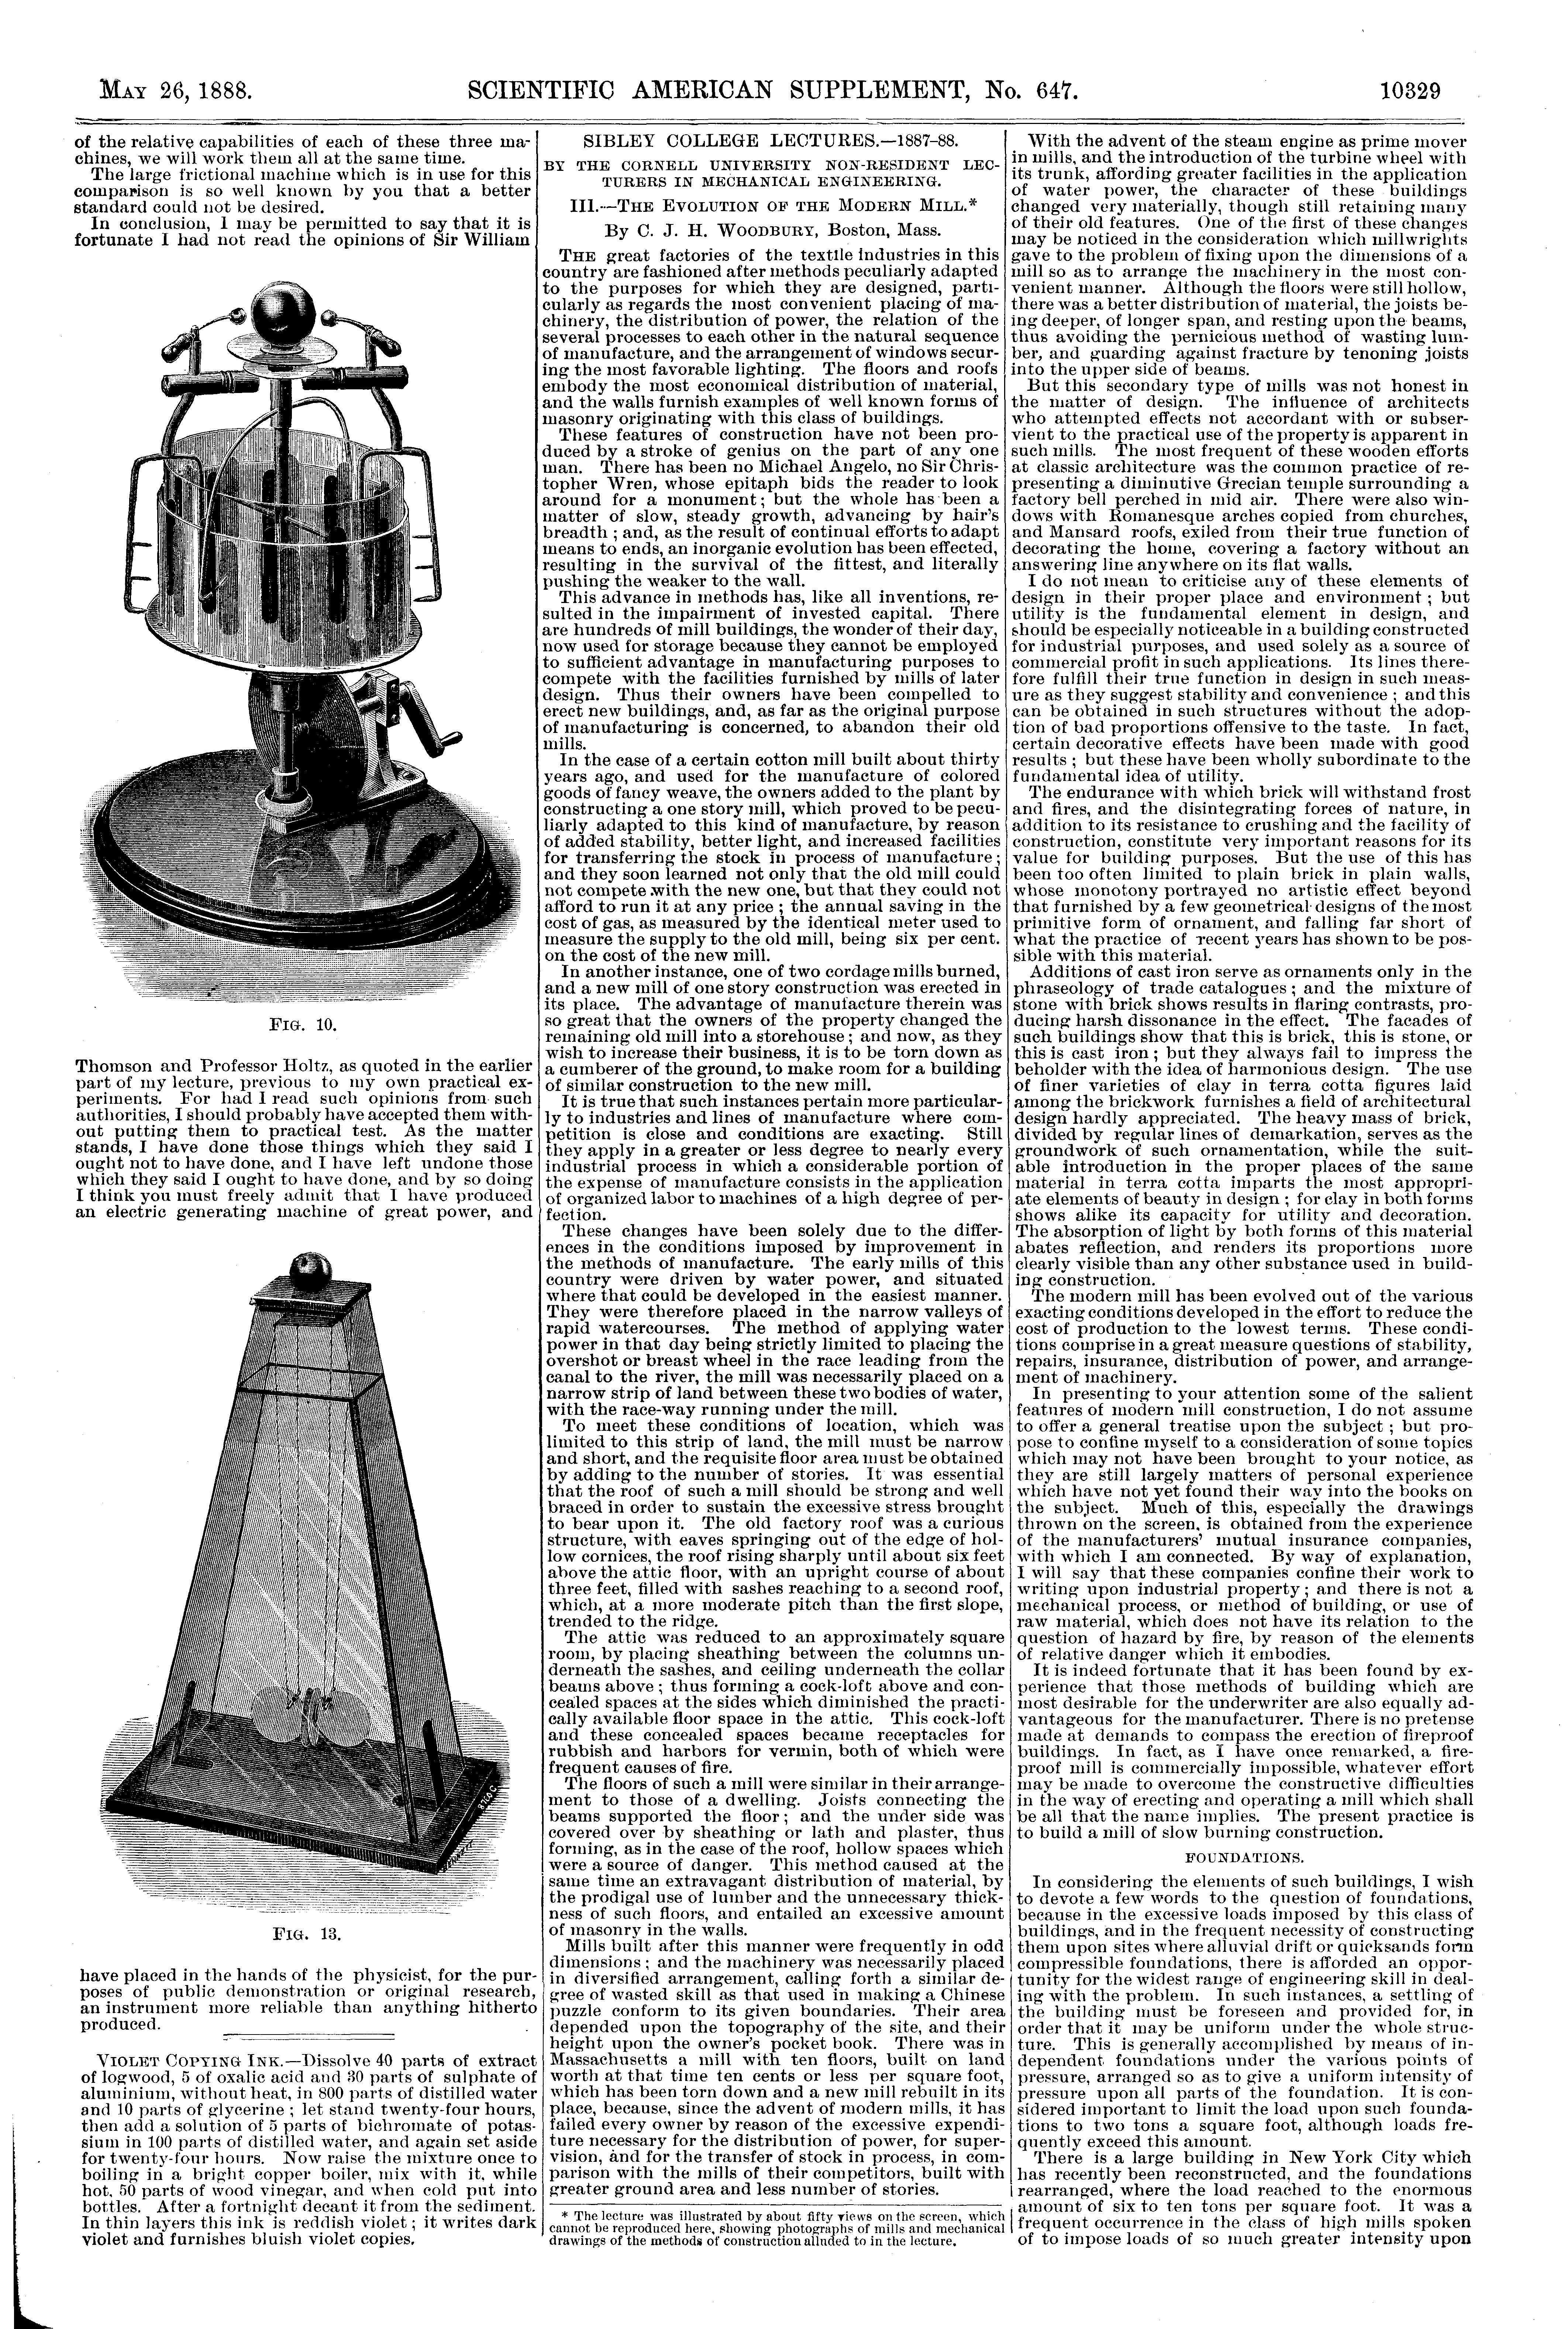 MAY 26, 1888.
SCIENTIFIC AMERICAN SUPPLEMENT, No. 647.
10329
of the relative capabilities of each of these three ma-
chines, we will work them all at the same time.
The large frictional machine which is in use for this
comparison is so well known by you that a better
standard could not be desired.
In conclusion, I may be permitted to say that it is
fortunate I had not read the opinions of Sir William
FIG. 10.
Thomson and Professor Holtz, as quoted in the earlier
part of my lecture, previous to my own practical ex-
periments. For had I read such opinions from such
authorities, I should probably have accepted them with-
out putting them to practical test. As the matter
stands, I have done those things which they said I
ought not to have done, and I have left undone those
which they said I ought to have done, and by so doing
I think you must freely admit that I have produced
an electric generating machine of great power, and
FIG. 13.
have placed in the hands of the physicist, for the pur-
poses of public demonstration or original research,
an instrument more reliable than anything hitherto
produced.
VIOLET COPYING INK.—Dissolve 40 parts of extract
of logwood, 5 of oxalic acid and 30 parts of sulphate of
aluminium, without heat, in 800 parts of distilled water
and 10 parts of glycerine; let stand twenty-four hours,
then add a solution of 5 parts of bichromate of potas-
sium in 100 parts of distilled water, and again set aside
for twenty-four hours. Now raise the mixture once to
boiling in a bright copper boiler, mix with it, while
hot, 50 parts of wood vinegar, and when cold put into
bottles. After a fortnight decant it from the sediment.
In thin layers this ink is reddish violet; it writes dark
violet and furnishes bluish violet copies.
SIBLEY COLLEGE LECTURES.—1887-88.
BY THE CORNELL UNIVERSITY NON-RESIDENT LEC-
TURERS IN MECHANICAL ENGINEERING.
III.—THE EVOLUTION OF THE MODERN MILL.*
By C. J. H. WOODBURY, Boston, Mass.
THE great factories of the textile industries in this
country are fashioned after methods peculiarly adapted
to the purposes for which they are designed, parti-
cularly as regards the most convenient placing of ma-
chinery, the distribution of power, the relation of the
several processes to each other in the natural sequence
of manufacture, and the arrangement of windows secur-
ing the most favorable lighting. The floors and roofs
embody the most economical distribution of material,
and the walls furnish examples of well known forms of
masonry originating with this class of buildings.
These features of construction have not been pro-
duced by a stroke of genius on the part of any one
man. There has been no Michael Angelo, no Sir Chris-
topher Wren, whose epitaph bids the reader to look
around for a monument; but the whole has been a
matter of slow, steady growth, advancing by hair's
breadth; and, as the result of continual efforts to adapt
means to ends, an inorganic evolution has been effected,
resulting in the survival of the fittest, and literally
pushing the weaker to the wall.
This advance in methods has, like all inventions, re-
sulted in the impairment of invested capital. There
are hundreds of mill buildings, the wonder of their day,
now used for storage because they cannot be employed
to sufficient advantage in manufacturing purposes to
compete with the facilities furnished by mills of later
design. Thus their owners have been compelled to
erect new buildings, and, as far as the original purpose
of manufacturing is concerned, to abandon their old
mills.
In the case of a certain cotton mill built about thirty
years ago, and used for the manufacture of colored
goods of fancy weave, the owners added to the plant by
constructing a one story mill, which proved to be pecu-
liarly adapted to this kind of manufacture, by reason
of added stability, better light, and increased facilities
for transferring the stock in process of manufacture;
and they soon learned not only that the old mill could
not compete with the new one, but that they could not
afford to run it at any price; the annual saving in the
cost of gas, as measured by the identical meter used to
measure the supply to the old mill, being six per cent.
on the cost of the new mill.
In another instance, one of two cordage mills burned,
and a new mill of one story construction was erected in
its place. The advantage of manufacture therein was
so great that the owners of the property changed the
remaining old mill into a storehouse; and now, as they
wish to increase their business, it is to be torn down as
a cumberer of the ground, to make room for a building
of similar construction to the new mill.
It is true that such instances pertain more particular-
ly to industries and lines of manufacture where com-
petition is close and conditions are exacting. Still
they apply in a greater or less degree to nearly every
industrial process in which a considerable portion of
the expense of manufacture consists in the application
of organized labor to machines of a high degree of per-
fection.
These changes have been solely due to the differ-
ences in the conditions imposed by improvement in
the methods of manufacture. The early mills of this
country were driven by water power, and situated
where that could be developed in the easiest manner.
They were therefore placed in the narrow valleys of
rapid watercourses. The method of applying water
power in that day being strictly limited to placing the
overshot or breast wheel in the race leading from the
canal to the river, the mill was necessarily placed on a
narrow strip of land between these two bodies of water,
with the race-way running under the mill.
To meet these conditions of location, which was
limited to this strip of land, the mill must be narrow
and short, and the requisite floor area must be obtained
by adding to the number of stories. It was essential
that the roof of such a mill should be strong and well
braced in order to sustain the excessive stress brought
to bear upon it. The old factory roof was a curious
structure, with eaves springing out of the edge of hol-
low cornices, the roof rising sharply until about six feet
above the attic floor, with an upright course of about
three feet, filled with sashes reaching to a second roof,
which, at a more moderate pitch than the first slope,
trended to the ridge.
The attic was reduced to an approximately square
room, by placing sheathing between the columns un-
derneath the sashes, and ceiling underneath the collar
beams above; thus forming a cock-loft above and con-
cealed spaces at the sides which diminished the practi-
cally available floor space in the attic. This cock-loft
and these concealed spaces became receptacles for
rubbish and harbors for vermin, both of which were
frequent causes of fire.
The floors of such a mill were similar in their arrange-
ment to those of a dwelling. Joists connecting the
beams supported the floor; and the under side was
covered over by sheathing or lath and plaster, thus
forming, as in the case of the roof, hollow spaces which
were a source of danger. This method caused at the
same time an extravagant distribution of material, by
the prodigal use of lumber and the unnecessary thick-
ness of such floors, and entailed an excessive amount
of masonry in the walls.
Mills built after this manner were frequently in odd
dimensions; and the machinery was necessarily placed
in diversified arrangement, calling forth a similar de-
gree of wasted skill as that used in making a Chinese
puzzle conform to its given boundaries. Their area
depended upon the topography of the site, and their
height upon the owner's pocket book. There was in
Massachusetts a mill with ten floors, built on land
worth at that time ten cents or less per square foot,
which has been torn down and a new mill rebuilt in its
place, because, since the advent of modern mills, it has
failed every owner by reason of the excessive expendi-
ture necessary for the distribution of power, for super-
vision, and for the transfer of stock in process, in com-
parison with the mills of their competitors, built with
greater ground area and less number of stories.
* The lecture was illustrated by about fifty views on the screen, which
cannot be reproduced here, showing photographs of mills and mechanical
drawings of the methods of construction alluded to in the lecture.
With the advent of the steam engine as prime mover
in mills, and the introduction of the turbine wheel with
its trunk, affording greater facilities in the application
of water power, the character of these buildings
changed very materially, though still retaining many
of their old features. One of the first of these changes
may be noticed in the consideration which millwrights
gave to the problem of fixing upon the dimensions of a
mill so as to arrange the machinery in the most con-
venient manner. Although the floors were still hollow,
there was a better distribution of material, the joists be-
ing deeper, of longer span, and resting upon the beams,
thus avoiding the pernicious method of wasting lum-
ber, and guarding against fracture by tenoning joists
into the upper side of beams.
But this secondary type of mills was not honest in
the matter of design. The influence of architects
who attempted effects not accordant with or subser-
vient to the practical use of the property is apparent in
such mills. The most frequent of these wooden efforts
at classic architecture was the common practice of re-
presenting a diminutive Grecian temple surrounding a
factory bell perched in mid air. There were also win-
dows with Romanesque arches copied from churches,
and Mansard roofs, exiled from their true function of
decorating the home, covering a factory without an
answering line anywhere on its flat walls.
I do not mean to criticise any of these elements of
design in their proper place and environment; but
utility is the fundamental element in design, and
should be especially noticeable in a building constructed
for industrial purposes, and used solely as a source of
commercial profit in such applications. Its lines there-
fore fulfill their true function in design in such meas-
ure as they suggest stability and convenience; and this
can be obtained in such structures without the adop-
tion of bad proportions offensive to the taste. In fact,
certain decorative effects have been made with good
results; but these have been wholly subordinate to the
fundamental idea of utility.
The endurance with which brick will withstand frost
and fires, and the disintegrating forces of nature, in
addition to its resistance to crushing and the facility of
construction, constitute very important reasons for its
value for building purposes. But the use of this has
been too often limited to plain brick in plain walls,
whose monotony portrayed no artistic effect beyond
that furnished by a few geometrical designs of the most
primitive form of ornament, and falling far short of
what the practice of recent years has shown to be pos-
sible with this material.
Additions of cast iron serve as ornaments only in the
phraseology of trade catalogues; and the mixture of
stone with brick shows results in flaring contrasts, pro-
ducing harsh dissonance in the effect. The facades of
such buildings show that this is brick, this is stone, or
this is cast iron; but they always fail to impress the
beholder with the idea of harmonious design. The use
of finer varieties of clay in terra cotta figures laid
among the brickwork furnishes a field of architectural
design hardly appreciated. The heavy mass of brick,
divided by regular lines of demarkation, serves as the
groundwork of such ornamentation, while the suit-
able introduction in the proper places of the same
material in terra cotta imparts the most appropri-
ate elements of beauty in design; for clay in both forms
shows alike its capacity for utility and decoration.
The absorption of light by both forms of this material
abates reflection, and renders its proportions more
clearly visible than any other substance used in build-
ing construction.
The modern mill has been evolved out of the various
exacting conditions developed in the effort to reduce the
cost of production to the lowest terms. These condi-
tions comprise in a great measure questions of stability,
repairs, insurance, distribution of power, and arrange-
ment of machinery.
In presenting to your attention some of the salient
features of modern mill construction, I do not assume
to offer a general treatise upon the subject; but pro-
pose to confine myself to a consideration of some topics
which may not have been brought to your notice, as
they are still largely matters of personal experience
which have not yet found their way into the books on
the subject. Much of this, especially the drawings
thrown on the screen, is obtained from the experience
of the manufacturers' mutual insurance companies,
with which I am connected. By way of explanation,
I will say that these companies confine their work to
writing upon industrial property; and there is not a
mechanical process, or method of building, or use of
raw material, which does not have its relation to the
question of hazard by fire, by reason of the elements
of relative danger which it embodies.
It is indeed fortunate that it has been found by ex-
perience that those methods of building which are
most desirable for the underwriter are also equally ad-
vantageous for the manufacturer. There is no pretense
made at demands to compass the erection of fireproof
buildings. In fact, as I have once remarked, a fire-
proof mill is commercially impossible, whatever effort
may be made to overcome the constructive difficulties
in the way of erecting and operating a mill which shall
be all that the name implies. The present practice is
to build a mill of slow burning construction.
FOUNDATIONS.
In considering the elements of such buildings, I wish
to devote a few words to the question of foundations,
because in the excessive loads imposed by this class of
buildings, and in the frequent necessity of constructing
them upon sites where alluvial drift or quicksands form
compressible foundations, there is afforded an oppor-
tunity for the widest range of engineering skill in deal-
ing with the problem. In such instances, a settling of
the building must be foreseen and provided for, in
order that it may be uniform under the whole struc-
ture. This is generally accomplished by means of in-
dependent foundations under the various points of
pressure, arranged so as to give a uniform intensity of
pressure upon all parts of the foundation. It is con-
sidered important to limit the load upon such founda-
tions to two tons a square foot, although loads fre-
quently exceed this amount.
There is a large building in New York City which
has recently been reconstructed, and the foundations
rearranged, where the load reached to the enormous
amount of six to ten tons per square foot. It was a
frequent occurrence in the class of high mills spoken
of to impose loads of so much greater intensity upon